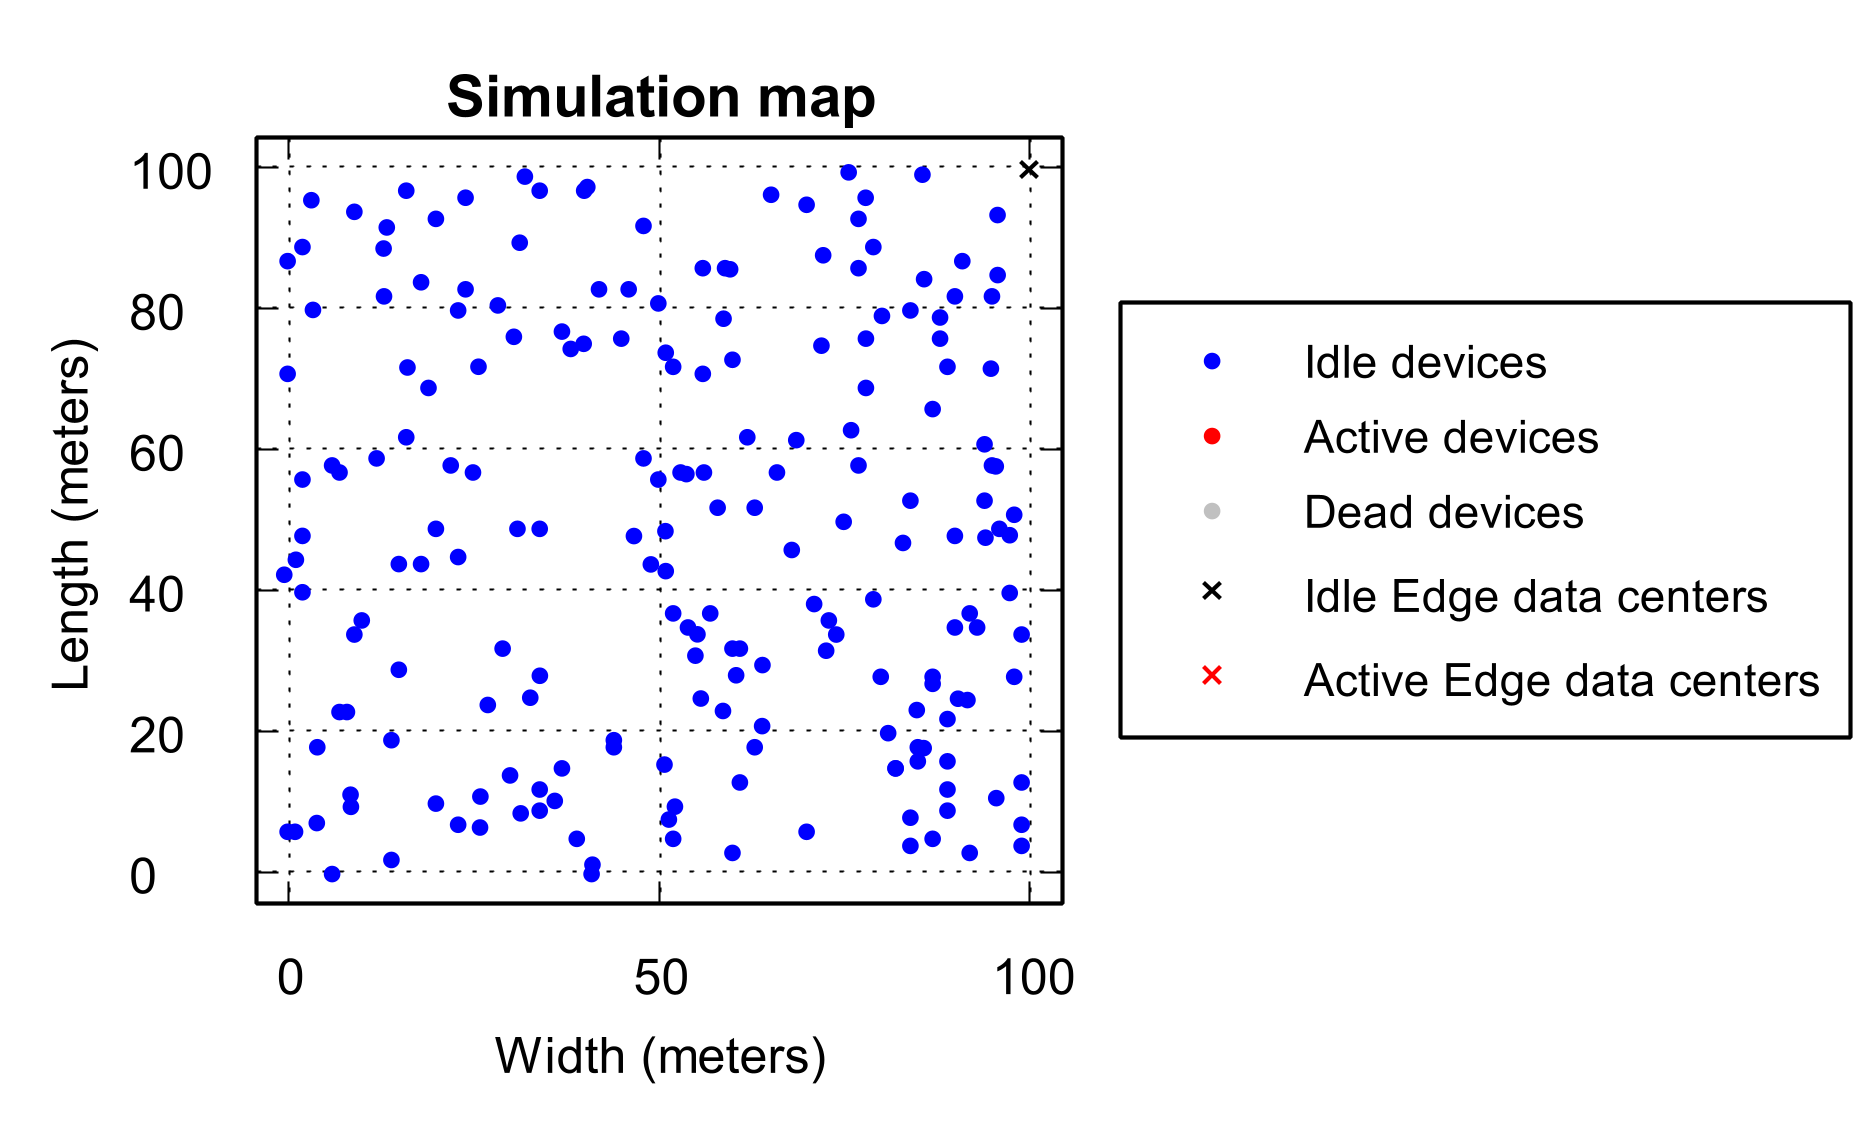 Simulation map
100
80
60
40
20
0
Length (meters)
0 50 100
Width (meters)
Idle devices
Active devices
Dead devices
Idle Edge data centers
Active Edge data centers